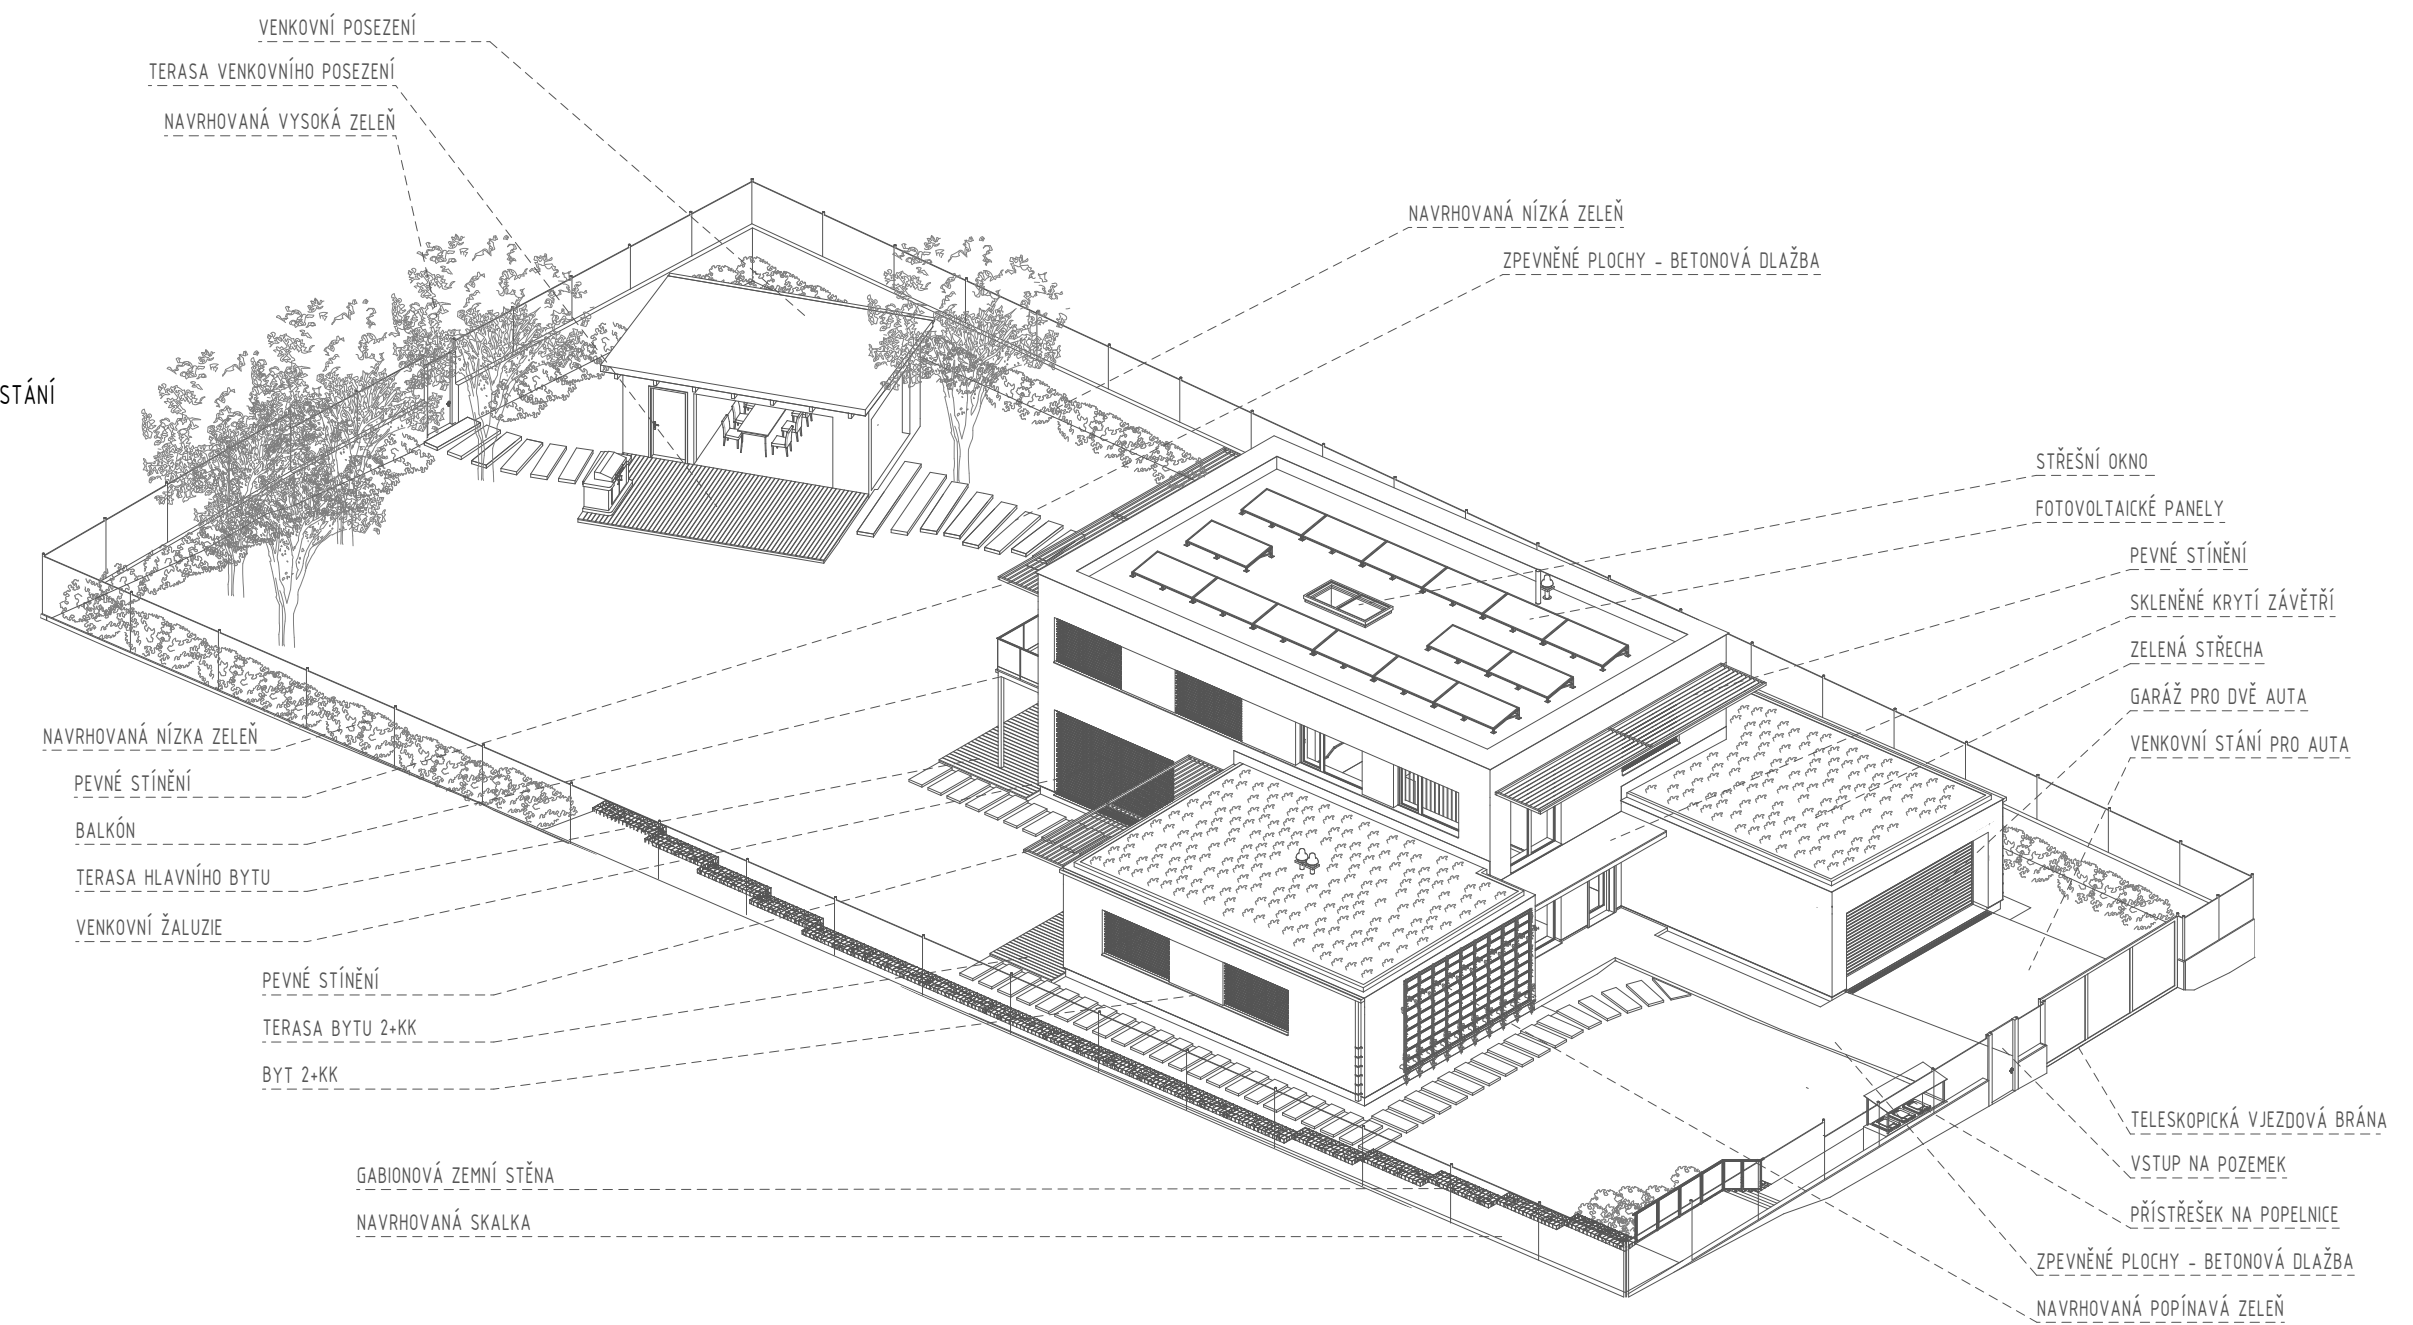 VENKOVNÍ POSEZENÍ
TERASA VENKOVNÍHO POSEZENÍ
NAVRHOVANÁ VYSOKÁ ZELEŇ
NAVRHOVANÁ NÍZKÁ ZELEŇ
ZPEVNĚNÉ PLOCHY - BETONOVÁ DLAŽBA
STÁNÍ
STŘEŠNÍ OKNO
FOTOVOLTAICKÉ PANELY
PEVNÉ STÍNĚNÍ
SKLENĚNÉ KRYTÍ ZÁVĚTŘÍ
ZELENÁ STŘECHA
GARÁŽ PRO DVĚ AUTA
VENKOVNÍ STÁNÍ PRO AUTA
NAVRHOVANÁ NÍZKA ZELEŇ
PEVNÉ STÍNĚNÍ
BALKÓN
TERASA HLAVNÍHO BYTU
VENKOVNÍ ŽALUZIE
PEVNÉ STÍNĚNÍ
TERASA BYTU 2+KK
BYT 2+KK
GABIONOVÁ ZEMNÍ STĚNA
NAVRHOVANÁ SKALKA
TELESKOPICKÁ VJEZDOVÁ BRÁNA
VSTUP NA POZEMEK
PŘÍSTŘEŠEK NA POPELNICE
ZPEVNĚNÉ PLOCHY - BETONOVÁ DLAŽBA
NAVRHOVANÁ POPÍNAVÁ ZELEŇ